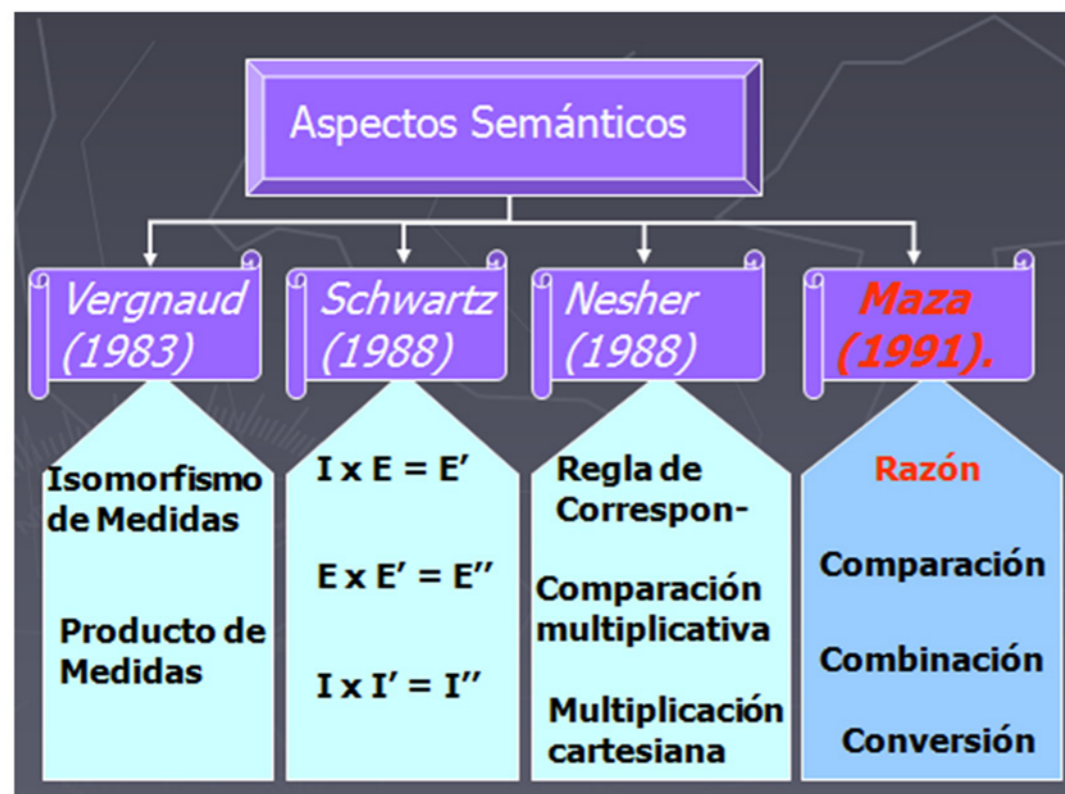 Aspectos Semánticos
Vergnaud
(1983)
Schwartz
(1988)
Nesher
(1988)
Maza
(1991).
Isomorfismo
de Medidas
Producto de
Medidas
I x E = E’
E x E’ = E’’
I x I’ = I’’
Regla de
Correspon-
Comparación
multiplicativa
Multiplicación
cartesiana
Razón
Comparación
Combinación
Conversión